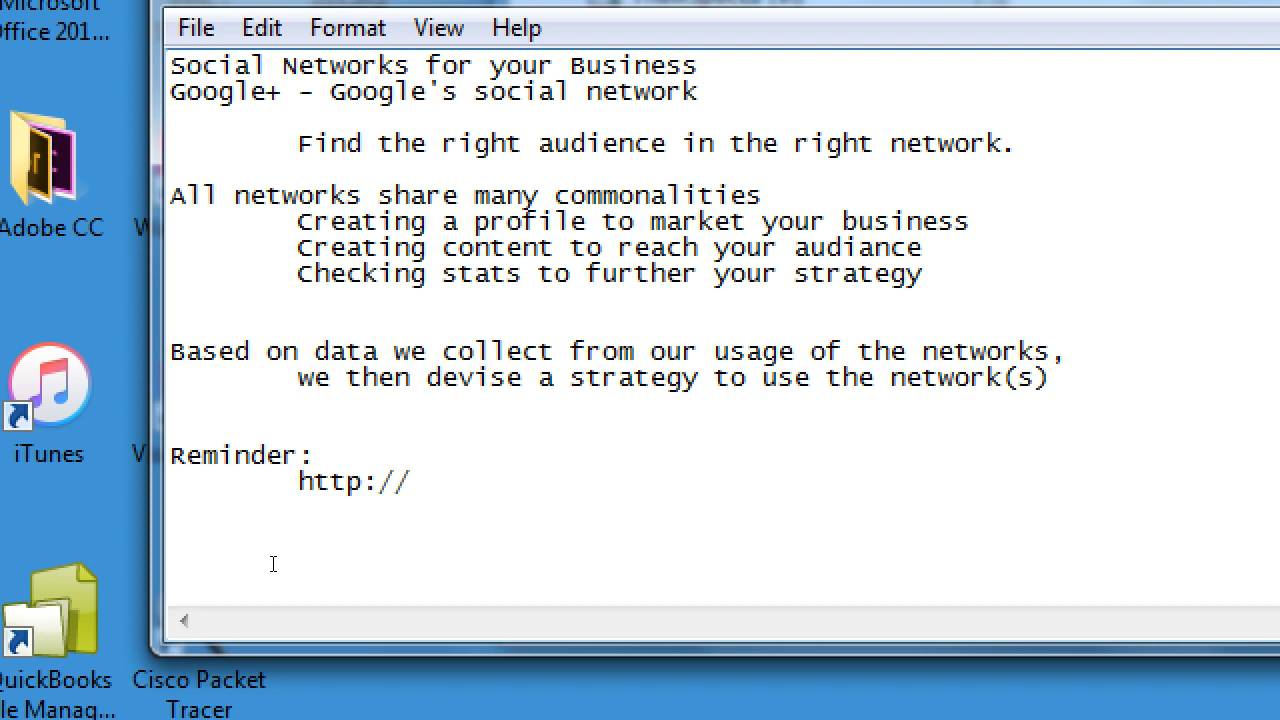 Microsoft
Office 201...
Adobe CC
iTunes
QuickBooks
Manag...
Cisco Packet
Tracer
File Edit Format View Help
Social Networks for your Business
Google+ - Google's social network
Find the right audience in the right network.
All networks share many commonalities
Creating a profile to market your business
Creating content to reach your audiance
Checking stats to further your strategy
Based on data we collect from our usage of the networks,
we then devise a strategy to use the network(s)
Reminder:
http://